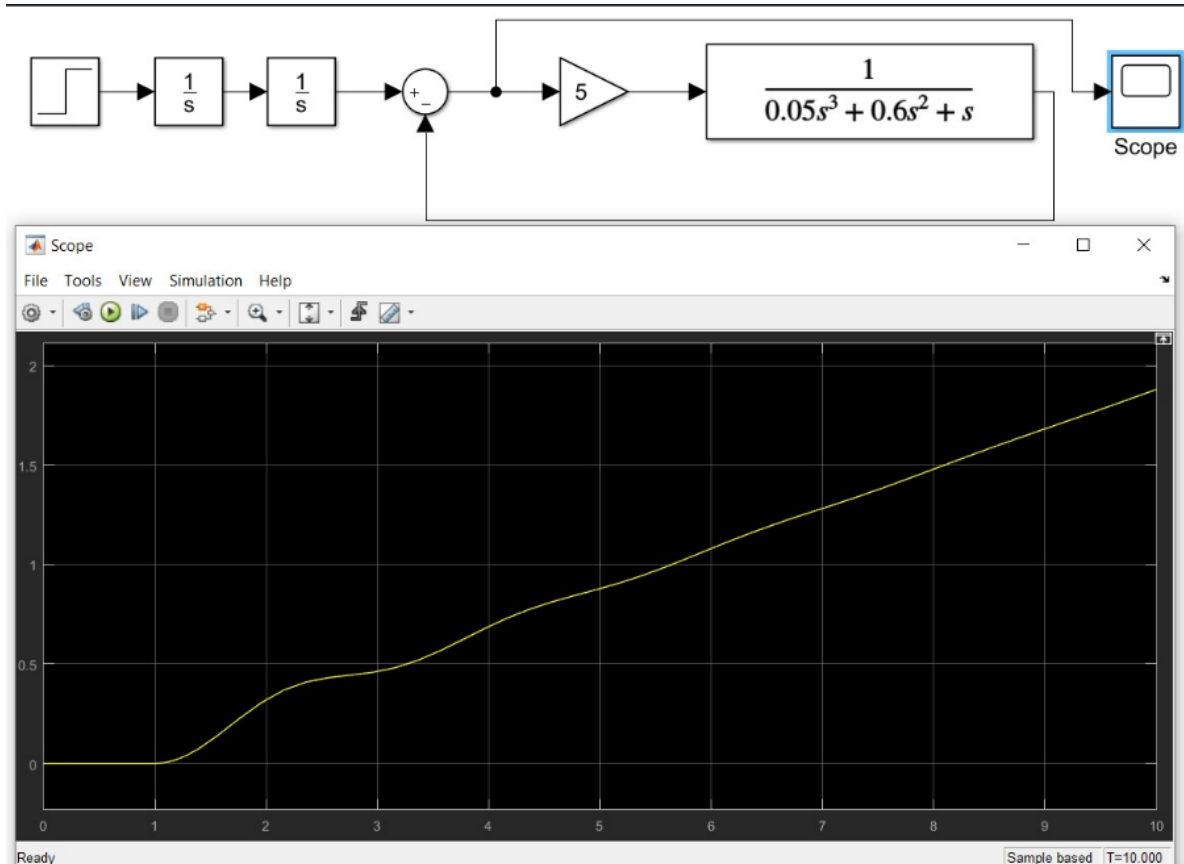 1
s
1
s
+
−
5
1
0.05s³ + 0.6s² + s
Scope
Scope
File Tools View Simulation Help
2
1.5
1
0.5
0
0 1 2 3 4 5 6 7 8 9 10
Ready Sample based T=10.000